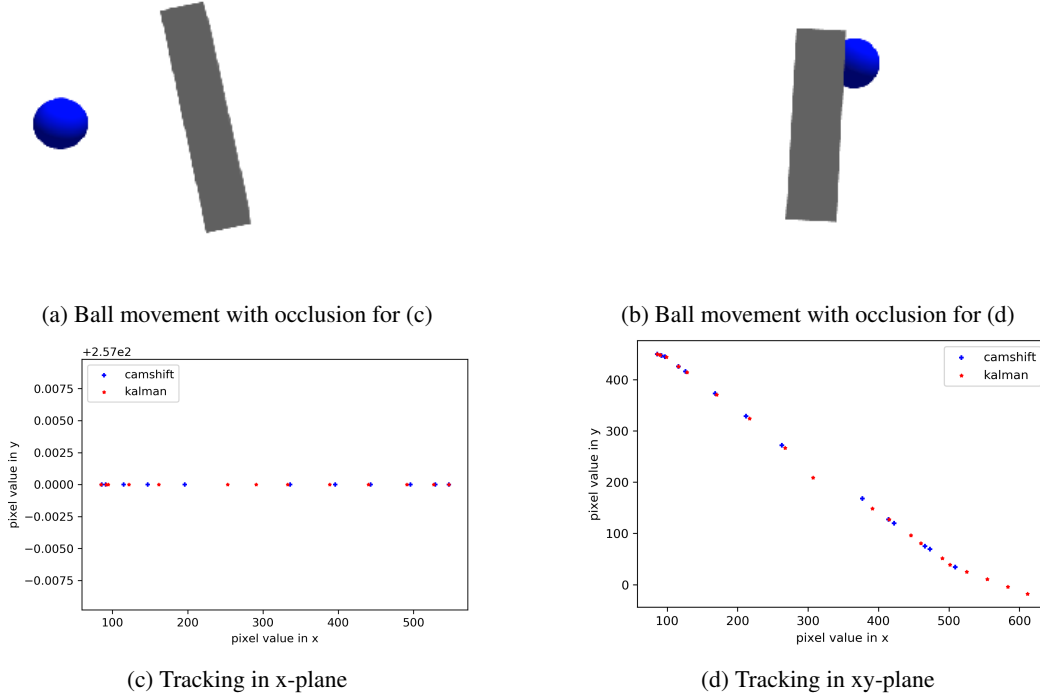 (a) Ball movement with occlusion for (c)
(b) Ball movement with occlusion for (d)
+2.57e2
camshift
kalman
0.0075
0.0050
0.0025
0.0000
−0.0025
−0.0050
−0.0075
pixel value in y
100 200 300 400 500
pixel value in x
(c) Tracking in x-plane
camshift
kalman
400
300
200
100
0
pixel value in y
100 200 300 400 500 600
pixel value in x
(d) Tracking in xy-plane